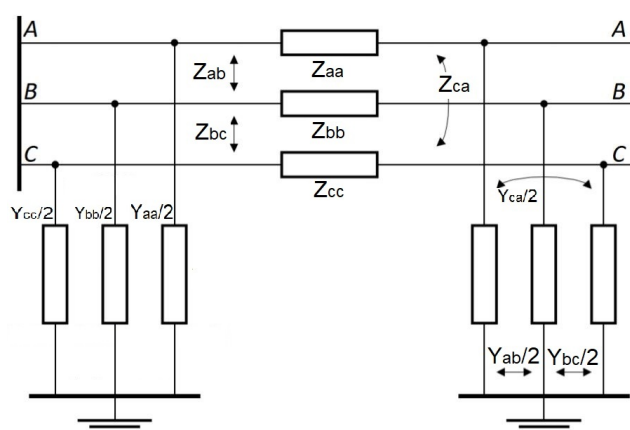 A A
Zab Zaa Zca
B B
Zbc Zbb
C C
Zcc
Ycc/2 Ybb/2 Yaa/2 Yca/2
Yab/2 Ybc/2